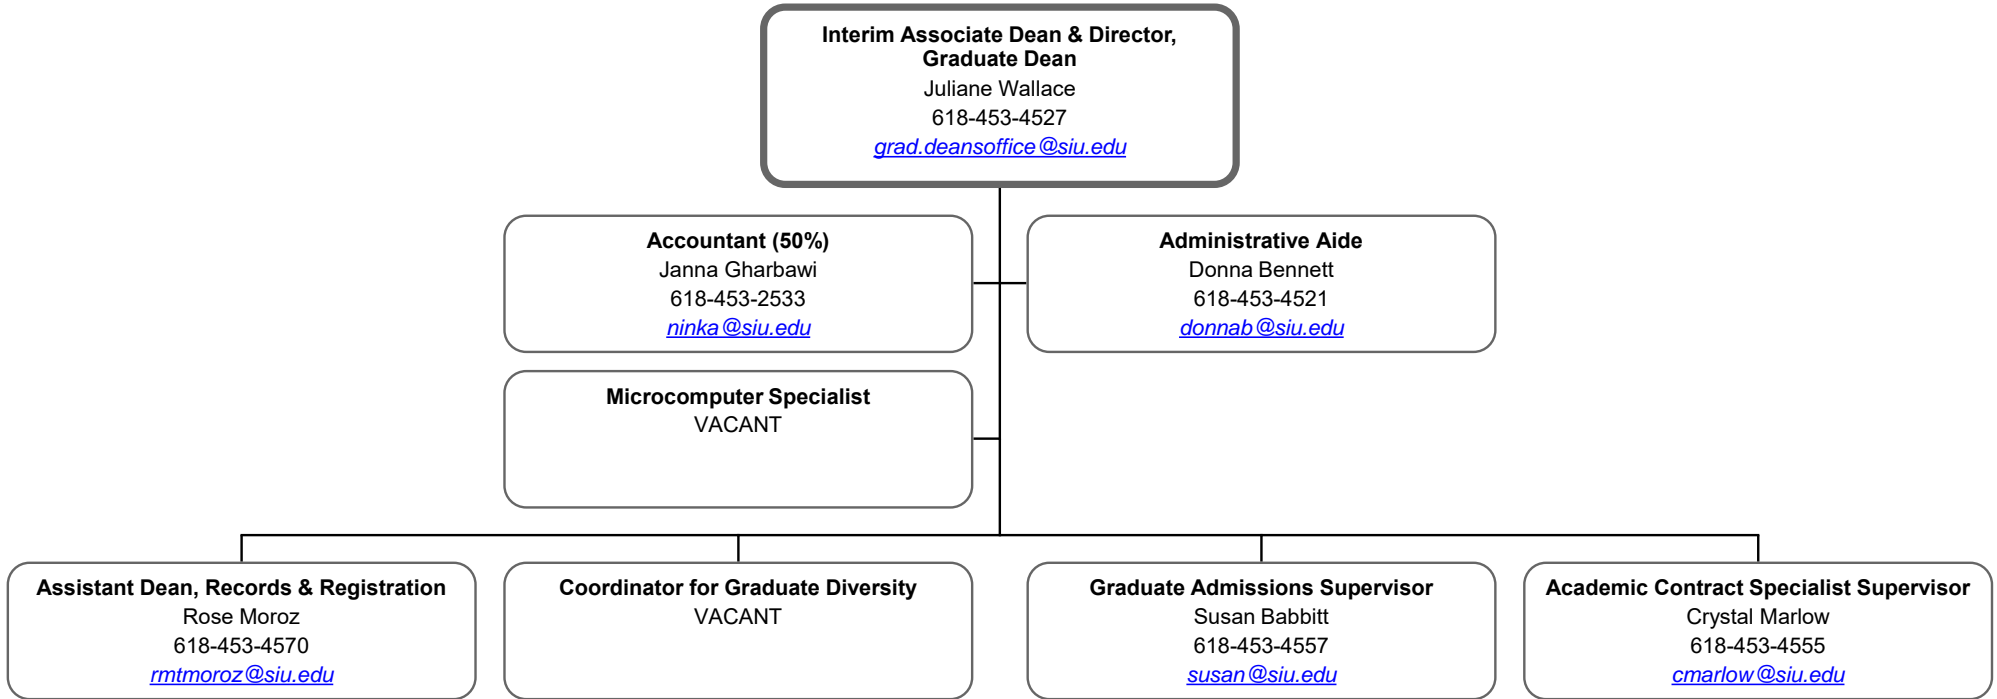 Interim Associate Dean & Director,
Graduate Dean
Juliane Wallace
618-453-4527
grad.deansoffice@siu.edu
Accountant (50%)
Janna Gharbawi
618-453-2533
ninka@siu.edu
Administrative Aide
Donna Bennett
618-453-4521
donnab@siu.edu
Microcomputer Specialist
VACANT
Assistant Dean, Records & Registration
Rose Moroz
618-453-4570
rmtmoroz@siu.edu
Coordinator for Graduate Diversity
VACANT
Graduate Admissions Supervisor
Susan Babbitt
618-453-4557
susan@siu.edu
Academic Contract Specialist Supervisor
Crystal Marlow
618-453-4555
cmarlow@siu.edu